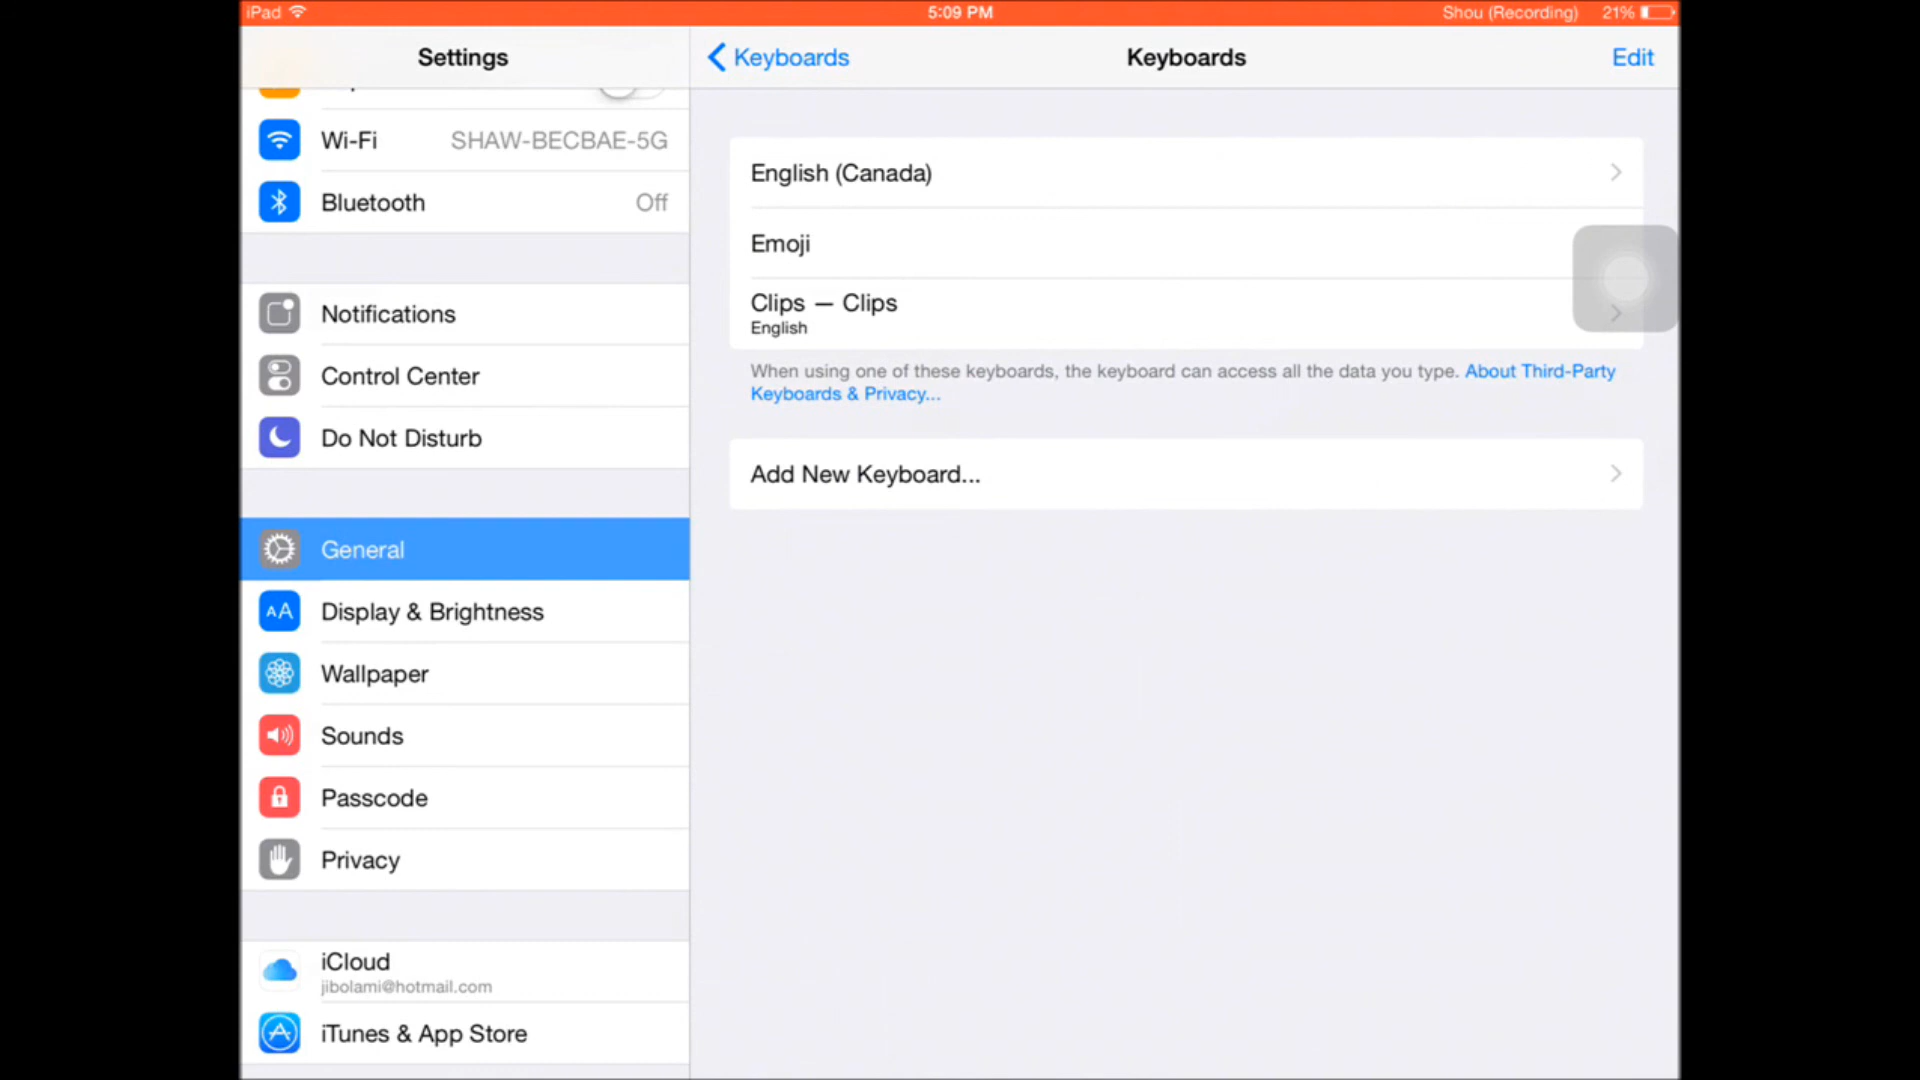 iPad 5:09 PM Shou (Recording) 21%
Settings
Wi-Fi SHAW-BECBAE-5G
Bluetooth Off
Notifications
Control Center
Do Not Disturb
General
AA Display & Brightness
Wallpaper
Sounds
Passcode
Privacy
iCloud
jibolami@hotmail.com
iTunes & App Store
Keyboards Keyboards Edit
English (Canada)
Emoji
Clips — Clips
English
When using one of these keyboards, the keyboard can access all the data you type. About Third-Party
Keyboards & Privacy...
Add New Keyboard...